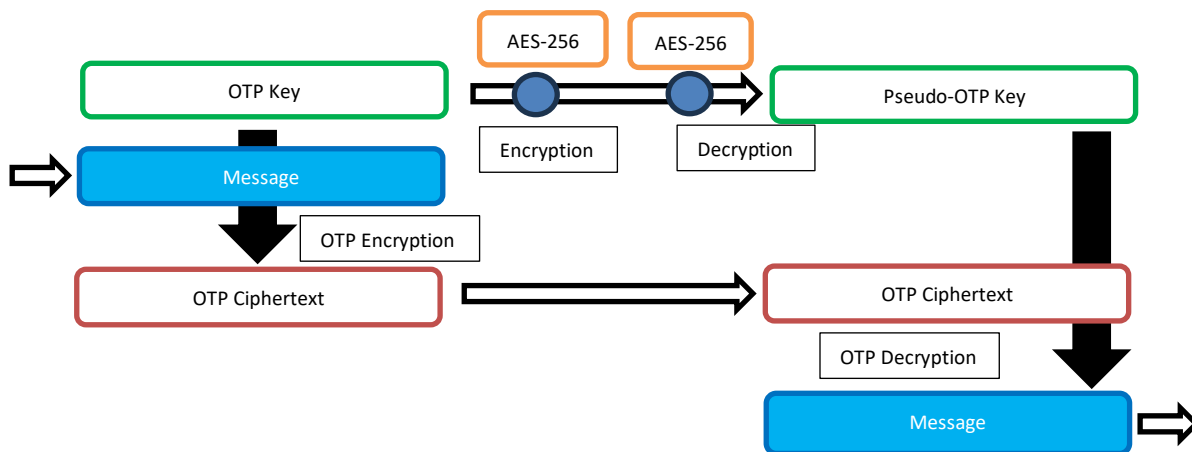 AES-256
AES-256
OTP Key
Pseudo-OTP Key
Encryption
Decryption
Message
OTP Encryption
OTP Ciphertext
OTP Ciphertext
OTP Decryption
Message